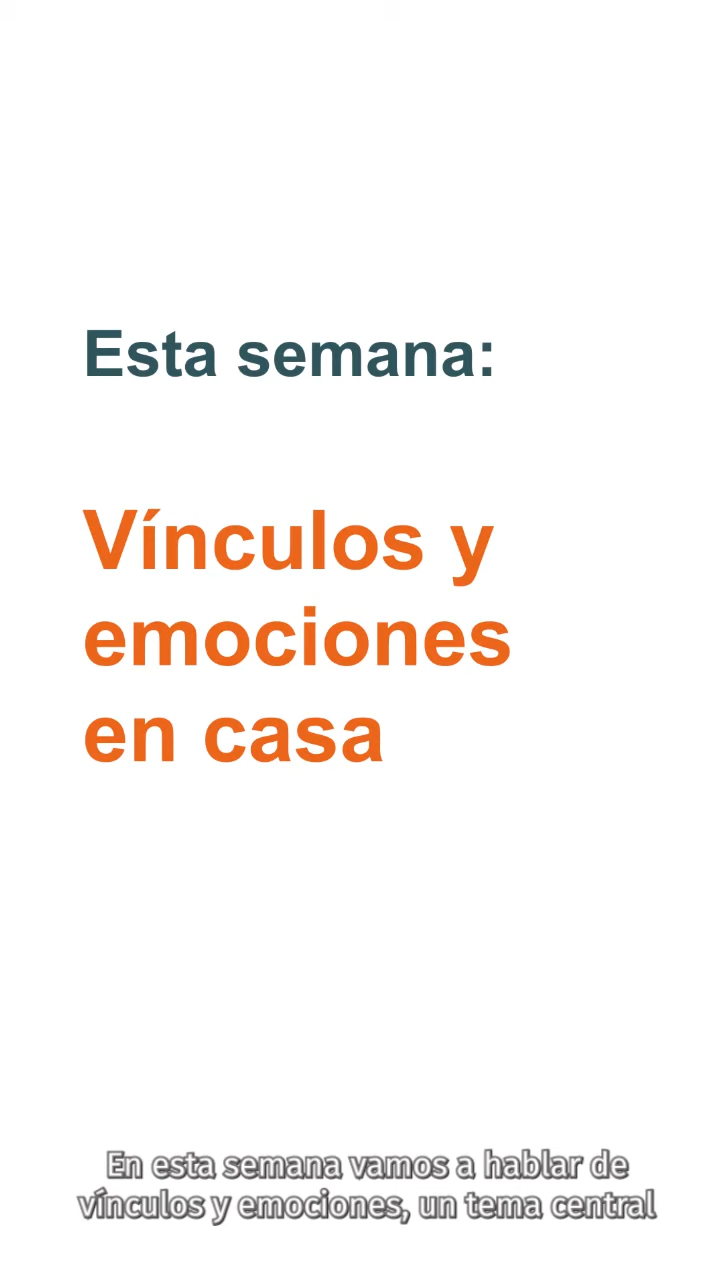 Esta semana:
Vínculos y
emociones
en casa
En esta semana vamos a hablar de
vínculos y emociones, un tema central